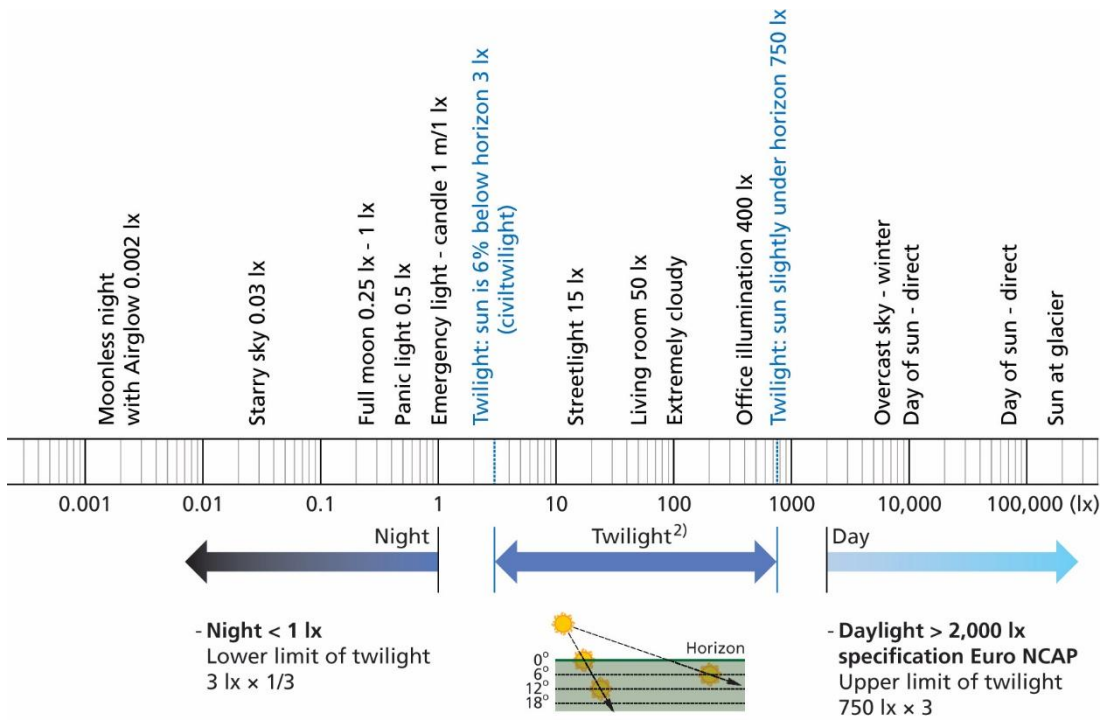 Moonless night
with Airglow 0.002 lx
Starry sky 0.03 lx
Full moon 0.25 lx - 1 lx
Panic light 0.5 lx
Emergency light - candle 1 m/1 lx
Twilight: sun is 6% below horizon 3 lx
(civiltwilight)
Streetlight 15 lx
Living room 50 lx
Extremely cloudy
Office illumination 400 lx
Twilight: sun slightly under horizon 750 lx
Overcast sky - winter
Day of sun - direct
Day of sun - direct
Sun at glacier
0.001 0.01 0.1 1 10 100 1000 10,000 100,000 (lx)
Night
Twilight2)
Day
- Night < 1 lx
Lower limit of twilight
3 lx × 1/3
Horizon
0°
6°
12°
18°
- Daylight > 2,000 lx
specification Euro NCAP
Upper limit of twilight
750 lx × 3